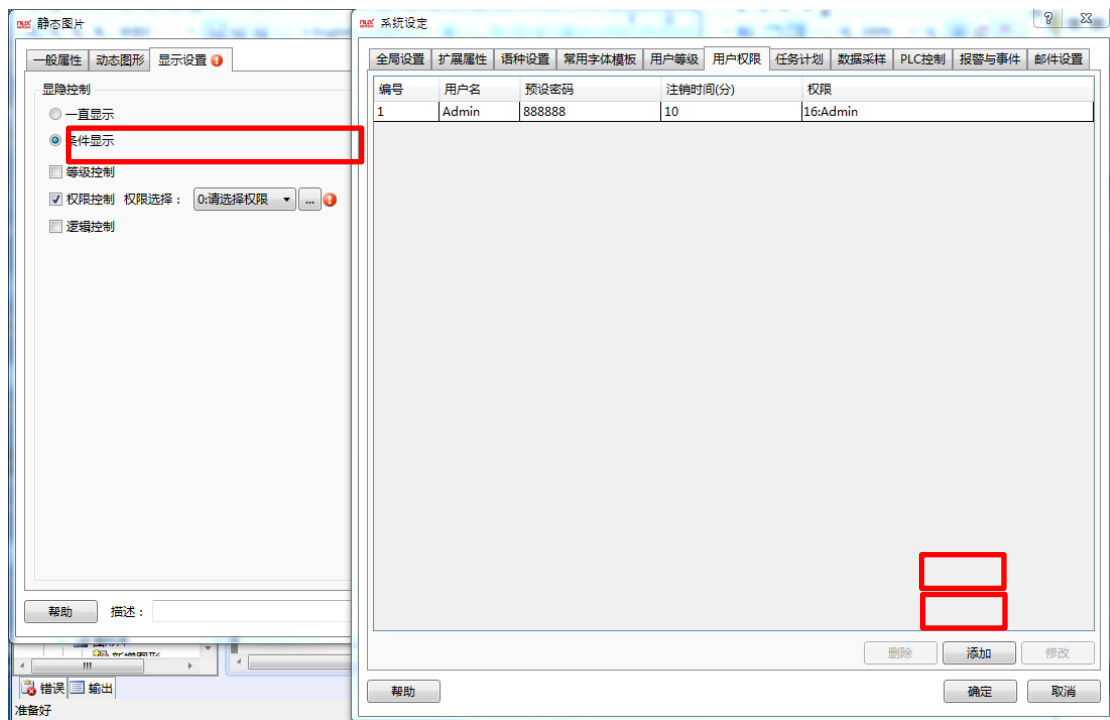 静态图片
一般属性 动态图形 显示设置
显隐控制
一直显示
条件显示
等级控制
权限控制 权限选择： 0:请选择权限 ...
逻辑控制
帮助 描述：
错误 输出
准备好
系统设定
全局设置 扩展属性 语种设置 常用字体模板 用户等级 用户权限 任务计划 数据采样 PLC控制 报警与事件 邮件设置
编号 用户名 预设密码 注销时间(分) 权限
1 Admin 888888 10 16:Admin
删除 添加 修改
帮助 确定 取消